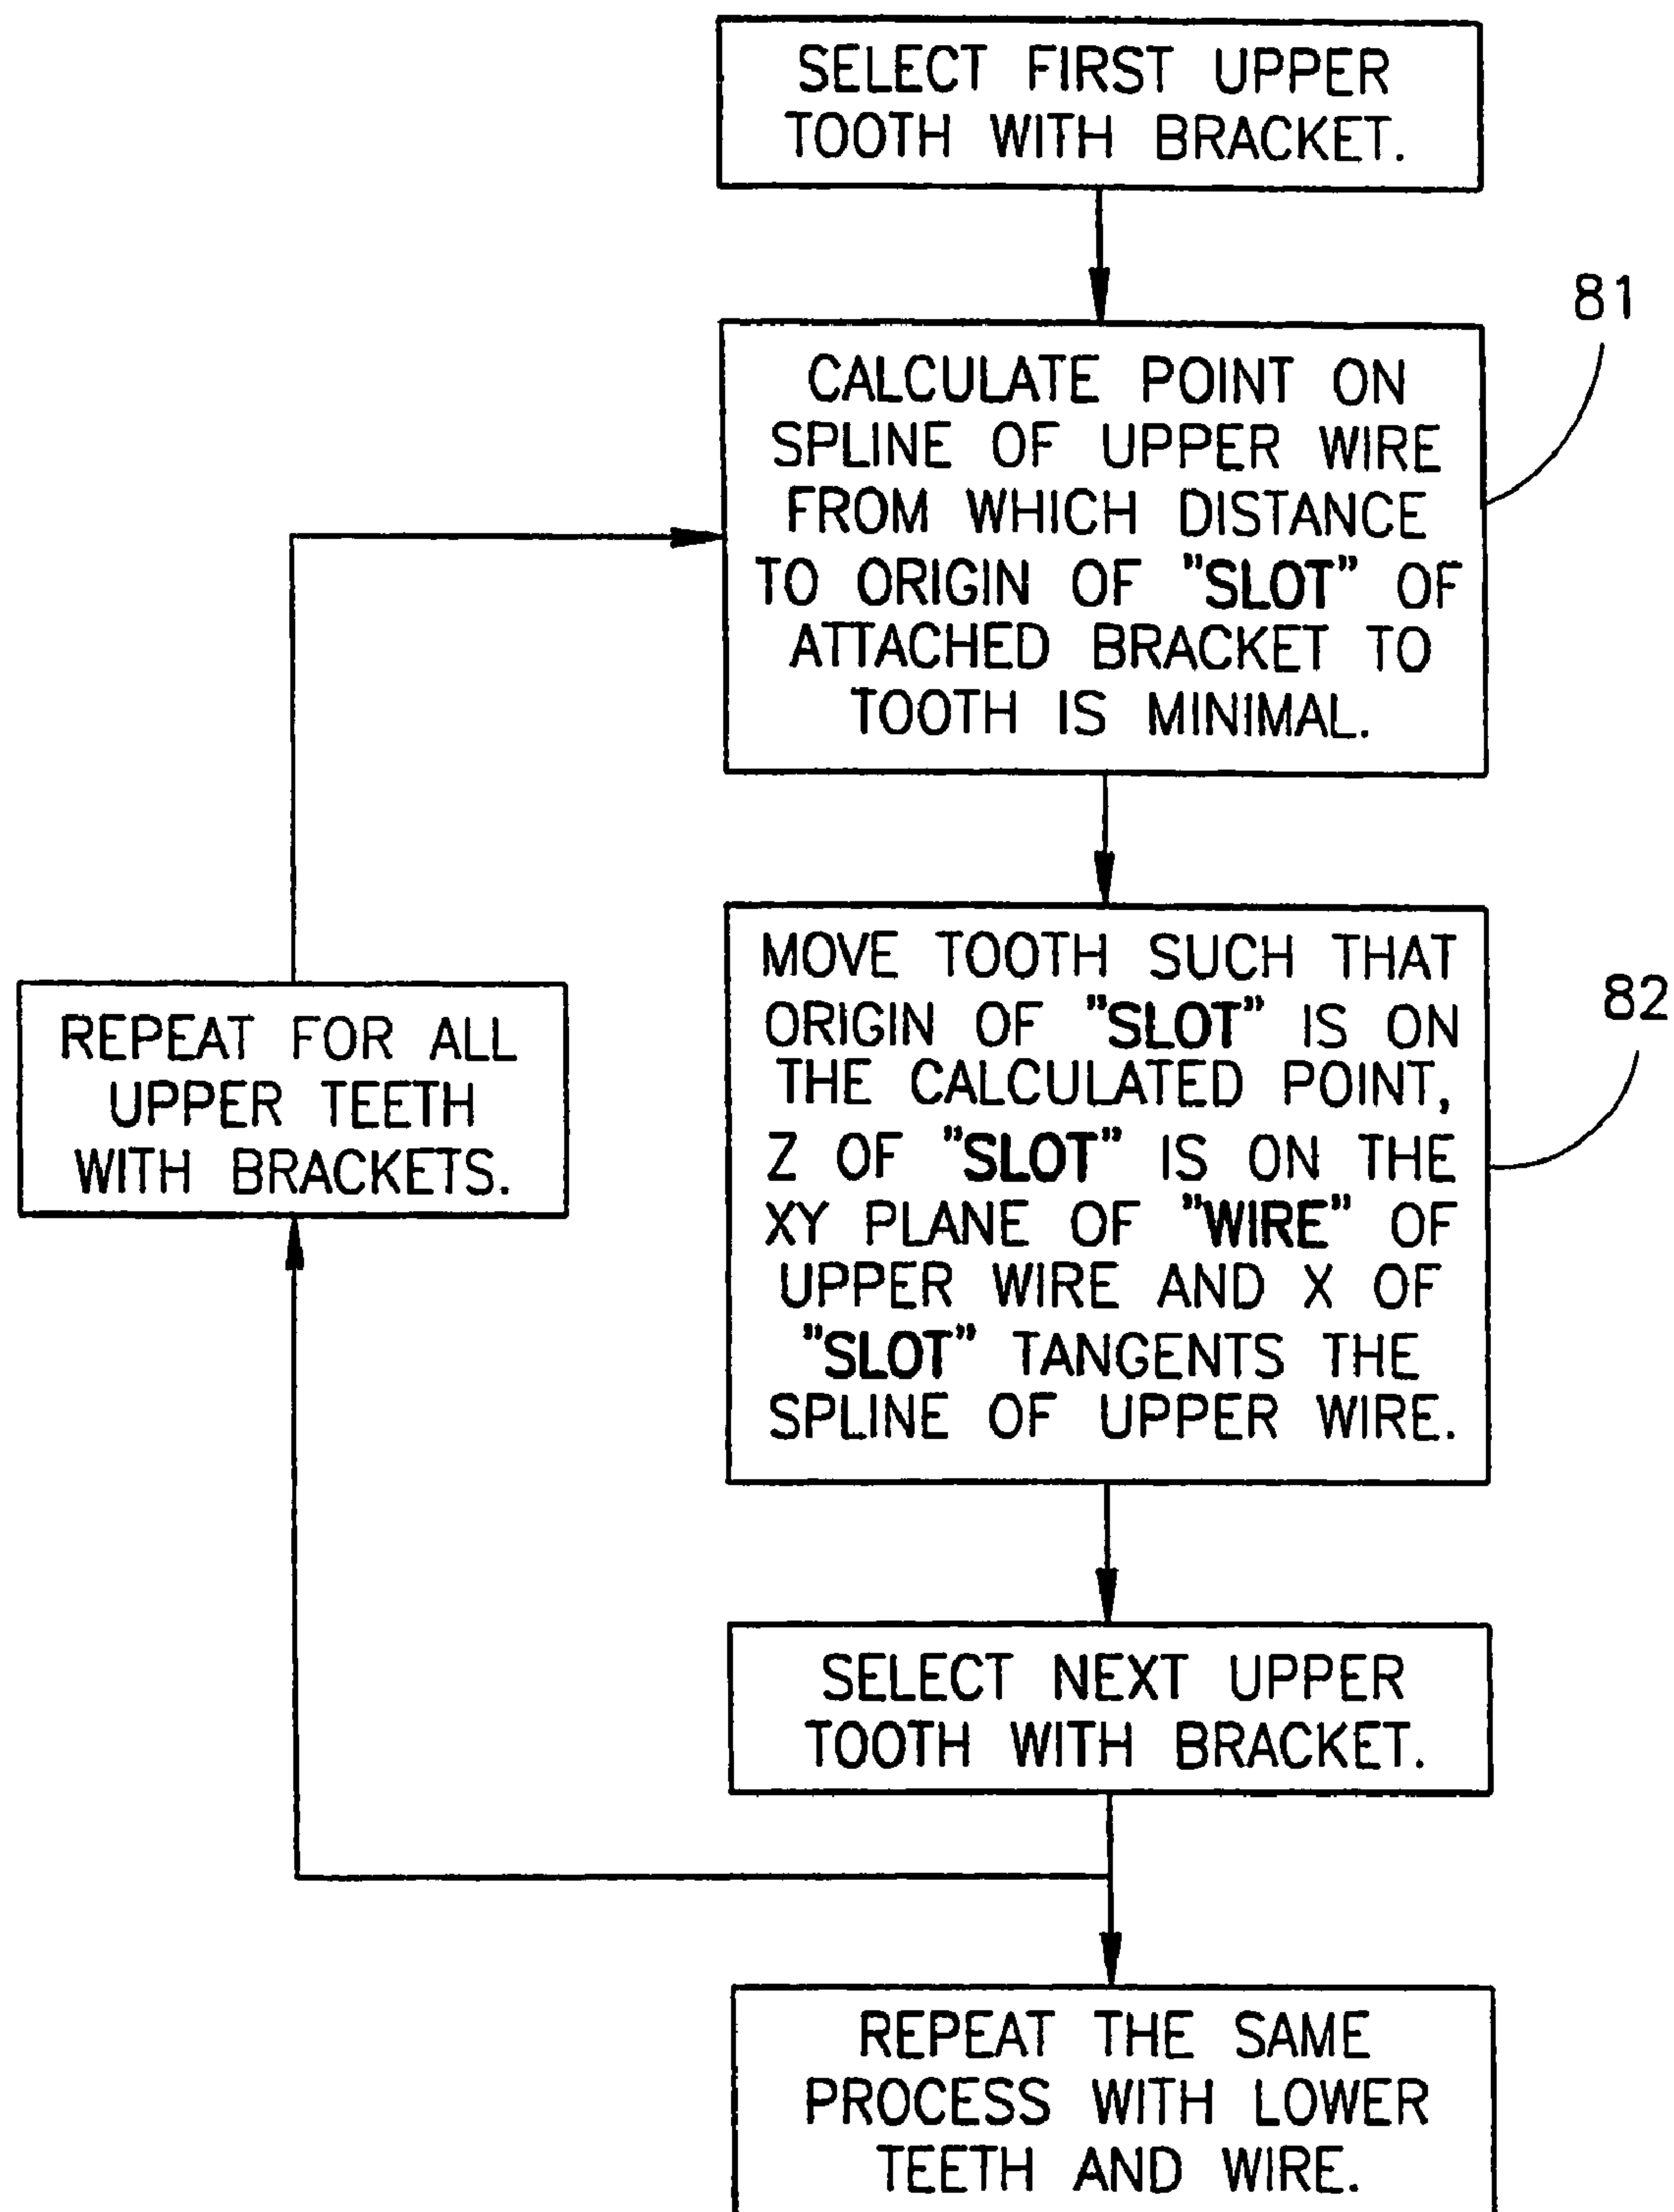 SELECT FIRST UPPER
TOOTH WITH BRACKET.
81
CALCULATE POINT ON
SPLINE OF UPPER WIRE
FROM WHICH DISTANCE
TO ORIGIN OF "SLOT" OF
ATTACHED BRACKET TO
TOOTH IS MINIMAL.
82
MOVE TOOTH SUCH THAT
ORIGIN OF "SLOT" IS ON
THE CALCULATED POINT,
Z OF "SLOT" IS ON THE
XY PLANE OF "WIRE" OF
UPPER WIRE AND X OF
"SLOT" TANGENTS THE
SPLINE OF UPPER WIRE.
REPEAT FOR ALL
UPPER TEETH
WITH BRACKETS.
SELECT NEXT UPPER
TOOTH WITH BRACKET.
REPEAT THE SAME
PROCESS WITH LOWER
TEETH AND WIRE.